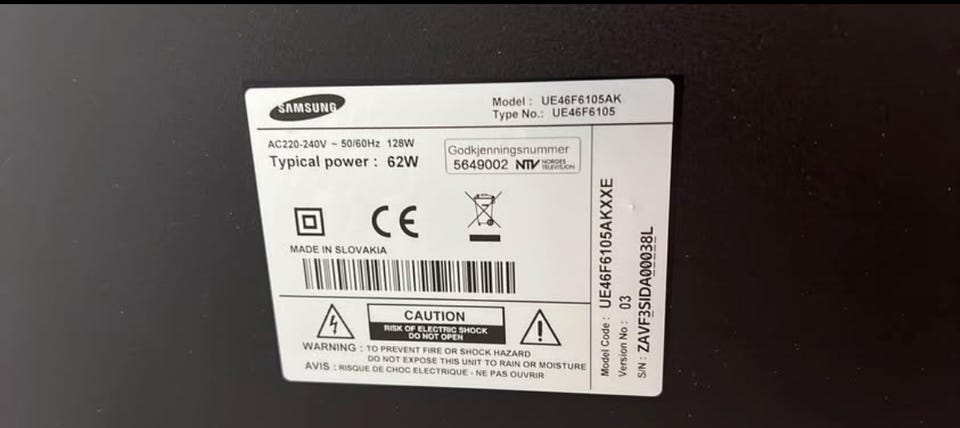 SAMSUNG
Model : UE46F6105AK
Type No.: UE46F6105
AC220-240V ~ 50/60Hz 128W
Typical power : 62W
Godkjenningsnummer
5649002 NTV NORGES TELEVISION
CE
MADE IN SLOVAKIA
CAUTION
RISK OF ELECTRIC SHOCK
DO NOT OPEN
WARNING : TO PREVENT FIRE OR SHOCK HAZARD
DO NOT EXPOSE THIS UNIT TO RAIN OR MOISTURE
AVIS : RISQUE DE CHOC ELECTRIQUE - NE PAS OUVRIR
Model Code : UE46F6105AKXXE
Version No : 03
S/N : ZAVF3SIDA00038L